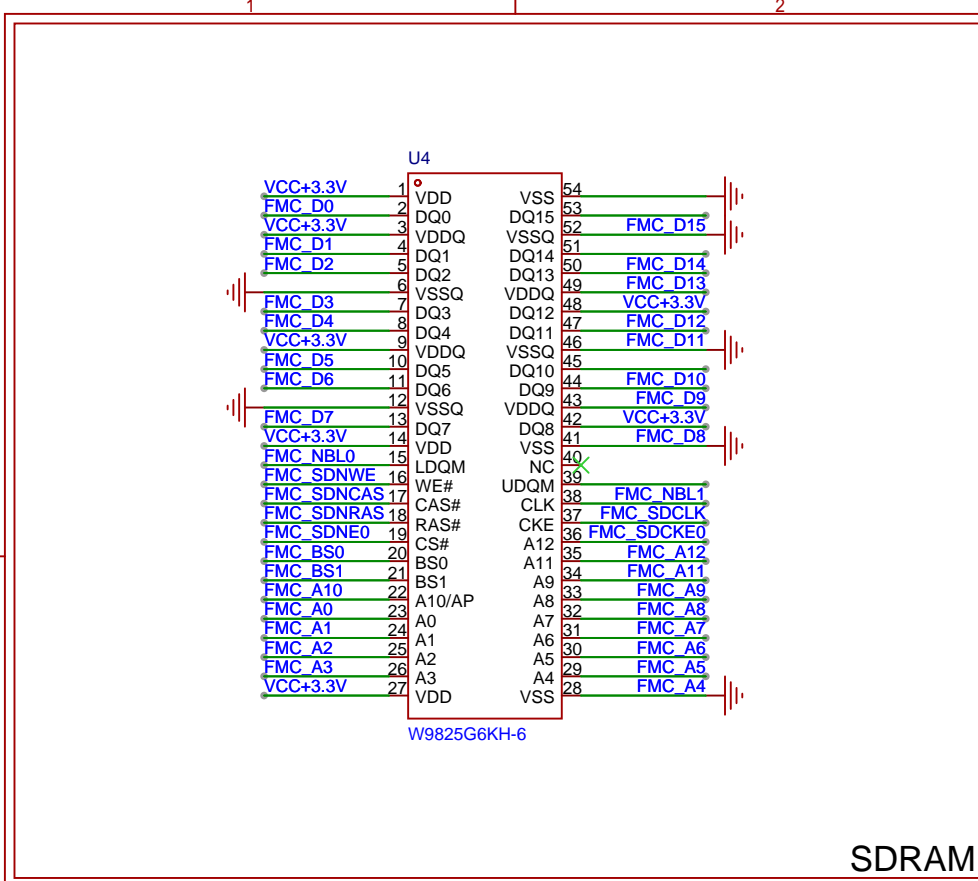 1 2
U4
VCC+3.3V 1 VDD VSS 54
FMC_D0 2 DQ0 DQ15 53
VCC+3.3V 3 VDDQ VSSQ 52 FMC_D15
FMC_D1 4 DQ1 DQ14 51
FMC_D2 5 DQ2 DQ13 50 FMC_D14
6 VSSQ VDDQ 49 FMC_D13
FMC_D3 7 DQ3 DQ12 48 VCC+3.3V
FMC_D4 8 DQ4 DQ11 47 FMC_D12
VCC+3.3V 9 VDDQ VSSQ 46 FMC_D11
FMC_D5 10 DQ5 DQ10 45
FMC_D6 11 DQ6 DQ9 44 FMC_D10
12 VSSQ VDDQ 43 FMC_D9
FMC_D7 13 DQ7 DQ8 42 VCC+3.3V
VCC+3.3V 14 VDD VSS 41 FMC_D8
FMC_NBL0 15 LDQM NC 40
FMC_SDNWE 16 WE# UDQM 39
FMC_SDNCAS 17 CAS# CLK 38 FMC_NBL1
FMC_SDNRAS 18 RAS# CKE 37 FMC_SDCLK
FMC_SDNE0 19 CS# A12 36 FMC_SDCKE0
FMC_BS0 20 BS0 A11 35 FMC_A12
FMC_BS1 21 BS1 A9 34 FMC_A11
FMC_A10 22 A10/AP A8 33 FMC_A9
FMC_A0 23 A0 A7 32 FMC_A8
FMC_A1 24 A1 A6 31 FMC_A7
FMC_A2 25 A2 A5 30 FMC_A6
FMC_A3 26 A3 A4 29 FMC_A5
VCC+3.3V 27 VDD VSS 28 FMC_A4
W9825G6KH-6
SDRAM